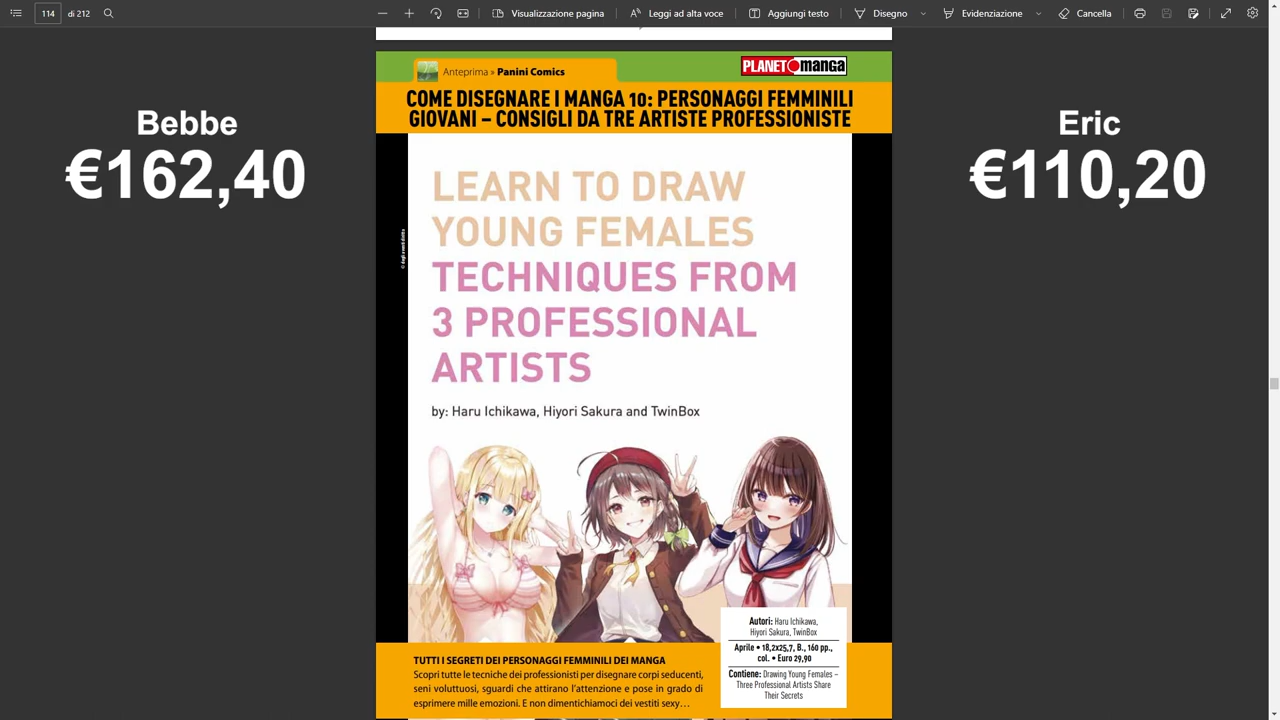 114 di 212
Visualizzazione pagina
Leggi ad alta voce
Aggiungi testo
Disegno
Evidenziazione
Cancella
Anteprima » Panini Comics
PLANET manga
COME DISEGNARE I MANGA 10: PERSONAGGI FEMMINILI
GIOVANI – CONSIGLI DA TRE ARTISTE PROFESSIONISTE
Bebbe
€162,40
Eric
€110,20
© degli aventi diritto
LEARN TO DRAW
YOUNG FEMALES
TECHNIQUES FROM
3 PROFESSIONAL
ARTISTS
by: Haru Ichikawa, Hiyori Sakura and TwinBox
TUTTI I SEGRETI DEI PERSONAGGI FEMMINILI DEI MANGA
Scopri tutte le tecniche dei professionisti per disegnare corpi seducenti,
seni voluttuosi, sguardi che attirano l'attenzione e pose in grado di
esprimere mille emozioni. E non dimentichiamoci dei vestiti sexy…
Autori: Haru Ichikawa,
Hiyori Sakura, TwinBox
Aprile • 18,2x25,7, B., 160 pp.,
col. • Euro 29,90
Contiene: Drawing Young Females –
Three Professional Artists Share
Their Secrets